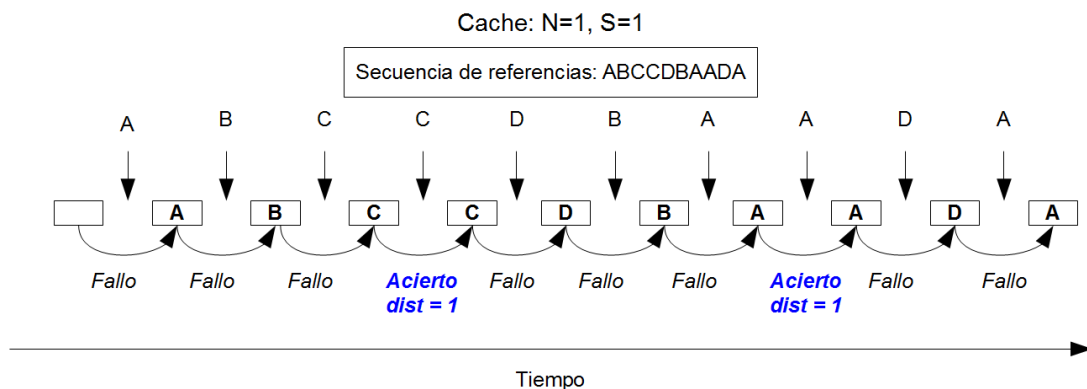 Cache: N=1, S=1
Secuencia de referencias: ABCCDBAADA
A B C C D B A A D A
A B C C D B A A D A
Fallo Fallo Fallo Acierto Fallo Fallo Fallo Acierto Fallo Fallo
dist = 1 dist = 1
Tiempo